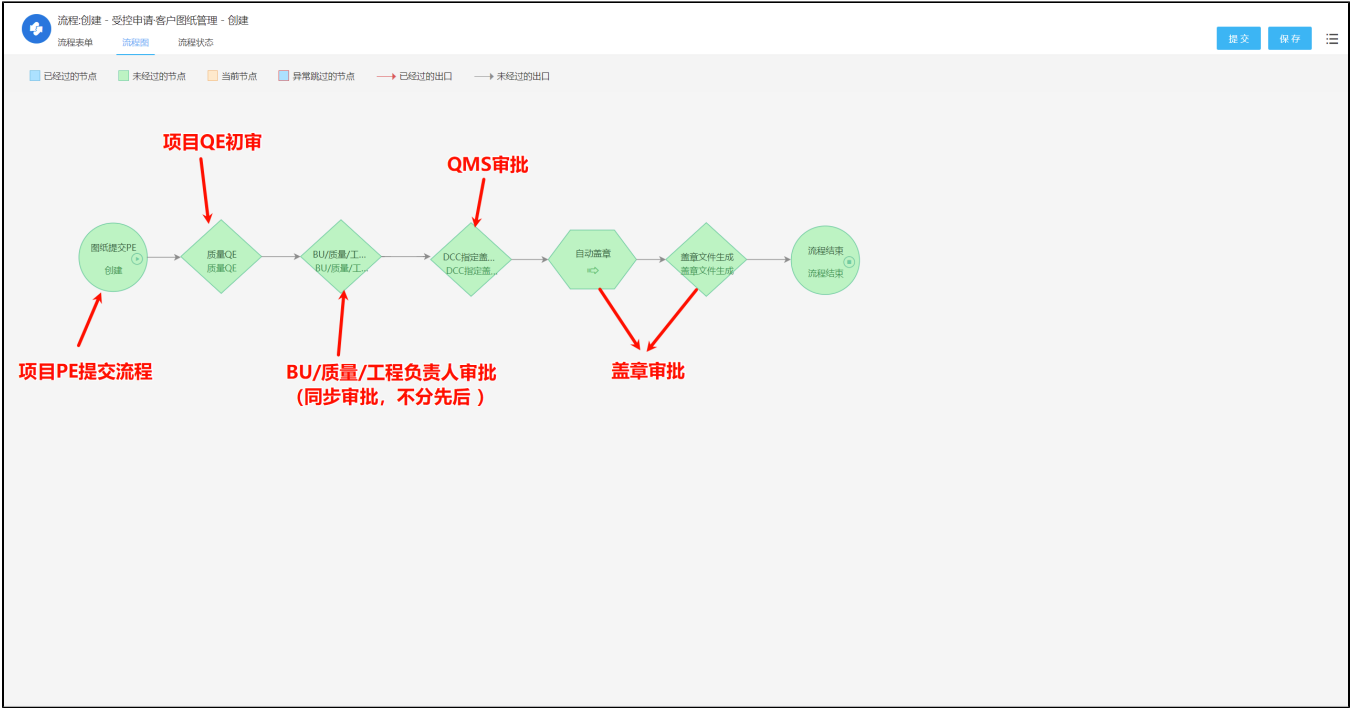 流程:创建 - 受控申请·客户图纸管理 - 创建
流程表单 流程图 流程状态
提交 保存
已经过的节点 未经过的节点 当前节点 异常跳过的节点 已经过的出口 未经过的出口
项目QE初审
QMS审批
图纸提交PE
创建
质量QE
质量QE
BU/质量/工...
BU/质量/工...
DCC指定盖...
DCC指定盖...
自动盖章
盖章文件生成
盖章文件生成
流程结束
流程结束
项目PE提交流程
BU/质量/工程负责人审批
(同步审批，不分先后 ）
盖章审批